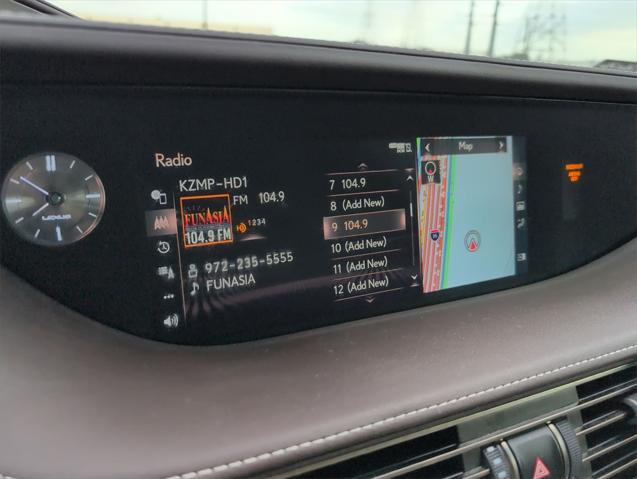 Radio
KZMP-HD1
FM 104.9
FUNASIA
104.9 FM
1234
972-235-5555
FUNASIA
7 104.9
8 (Add New)
9 104.9
10 (Add New)
11 (Add New)
12 (Add New)
Map
W
LEXUS